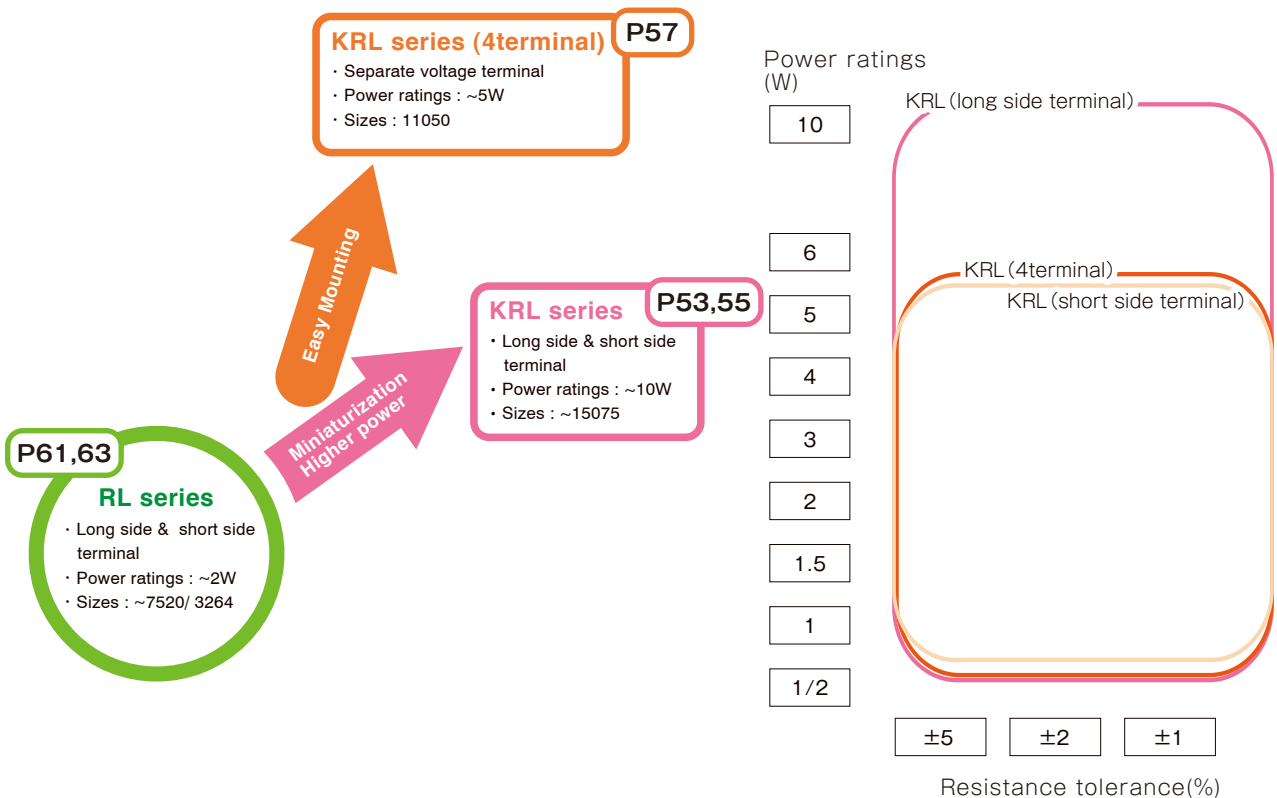 KRL series (4terminal)
P57
· Separate voltage terminal
· Power ratings : ~5W
· Sizes : 11050
Easy Mounting
KRL series
P53,55
· Long side & short side
terminal
· Power ratings : ~10W
· Sizes : ~15075
Miniaturization
Higher power
P61,63
RL series
· Long side & short side
terminal
· Power ratings : ~2W
· Sizes : ~7520/ 3264
Power ratings
(W)
10
6
5
4
3
2
1.5
1
1/2
KRL(long side terminal)
KRL(4terminal)
KRL(short side terminal)
±5 ±2 ±1
Resistance tolerance(%)